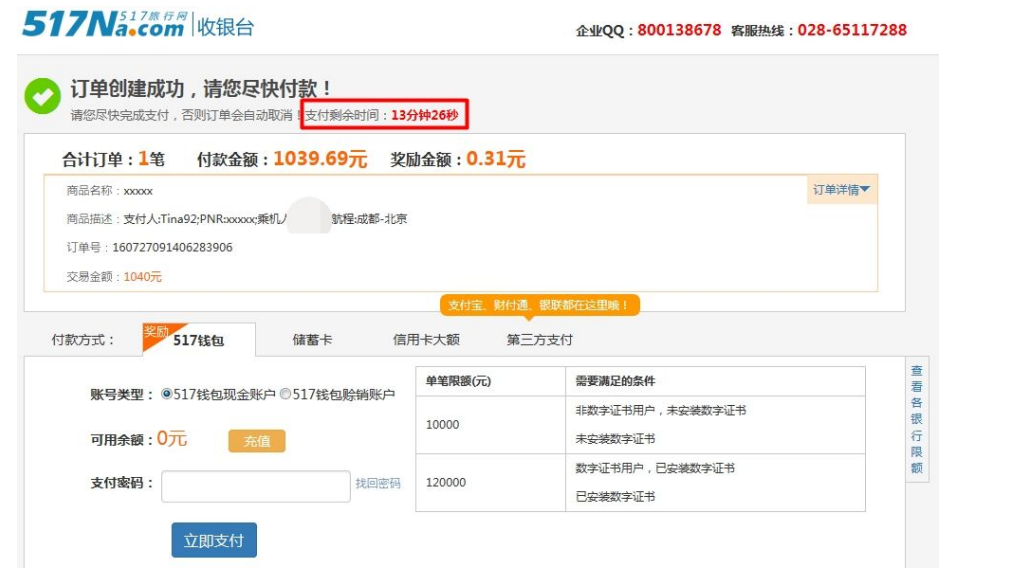 517Na.com 517旅行网 收银台
企业QQ：800138678 客服热线：028-65117288
订单创建成功，请您尽快付款！
请您尽快完成支付，否则订单会自动取消！支付剩余时间：13分钟26秒
合计订单：1笔 付款金额：1039.69元 奖励金额：0.31元
商品名称：xxxxx 订单详情
商品描述：支付人:Tina92;PNR:xxxxx;乘机人 航程:成都-北京
订单号：160727091406283906
交易金额：1040元
支付宝、财付通、银联都在这里哦！
付款方式： 奖励 517钱包 储蓄卡 信用卡大额 第三方支付
账号类型： 517钱包现金账户 517钱包赊销账户
可用余额：0元 充值
支付密码： 找回密码
立即支付
单笔限额(元) 需要满足的条件
10000 非数字证书用户，未安装数字证书
未安装数字证书
120000 数字证书用户，已安装数字证书
已安装数字证书
查看各银行限额